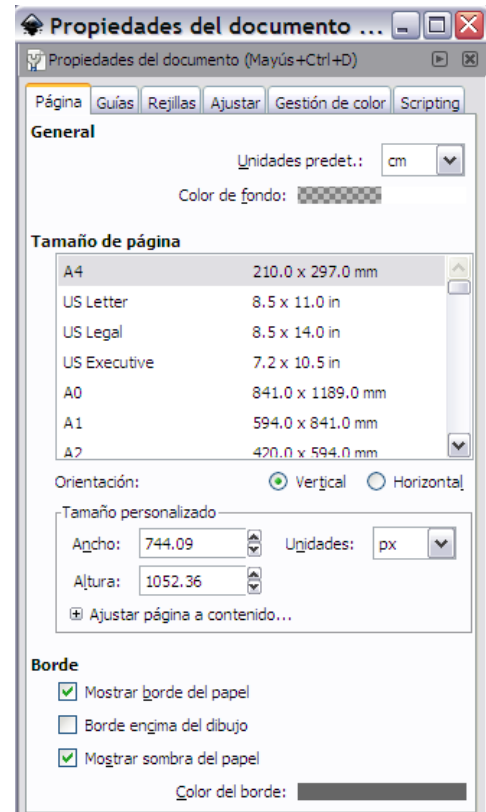 Propiedades del documento ...
Propiedades del documento (Mayús+Ctrl+D)
Página Guías Rejillas Ajustar Gestión de color Scripting
General
Unidades predet.: cm
Color de fondo:
Tamaño de página
A4 210.0 x 297.0 mm
US Letter 8.5 x 11.0 in
US Legal 8.5 x 14.0 in
US Executive 7.2 x 10.5 in
A0 841.0 x 1189.0 mm
A1 594.0 x 841.0 mm
A2 420.0 x 594.0 mm
Orientación: Vertical Horizontal
Tamaño personalizado
Ancho: 744.09 Unidades: px
Altura: 1052.36
Ajustar página a contenido...
Borde
Mostrar borde del papel
Borde encima del dibujo
Mostrar sombra del papel
Color del borde: